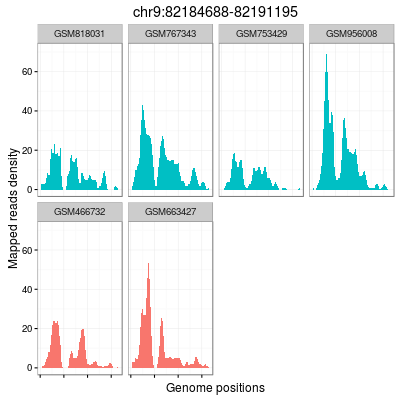 chr9:82184688-82191195
GSM818031 GSM767343 GSM753429 GSM956008
60
40
20
0
GSM466732 GSM663427
60
40
20
0
Mapped reads density
Genome positions